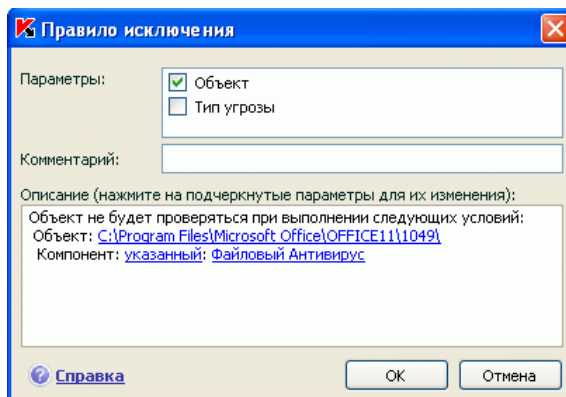 Правило исключения
Параметры:
Объект
Тип угрозы
Комментарий:
Описание (нажмите на подчеркнутые параметры для их изменения):
Объект не будет проверяться при выполнении следующих условий:
Объект: C:\Program Files\Microsoft Office\OFFICE11\1049\
Компонент: указанный: Файловый Антивирус
Справка
ОК
Отмена